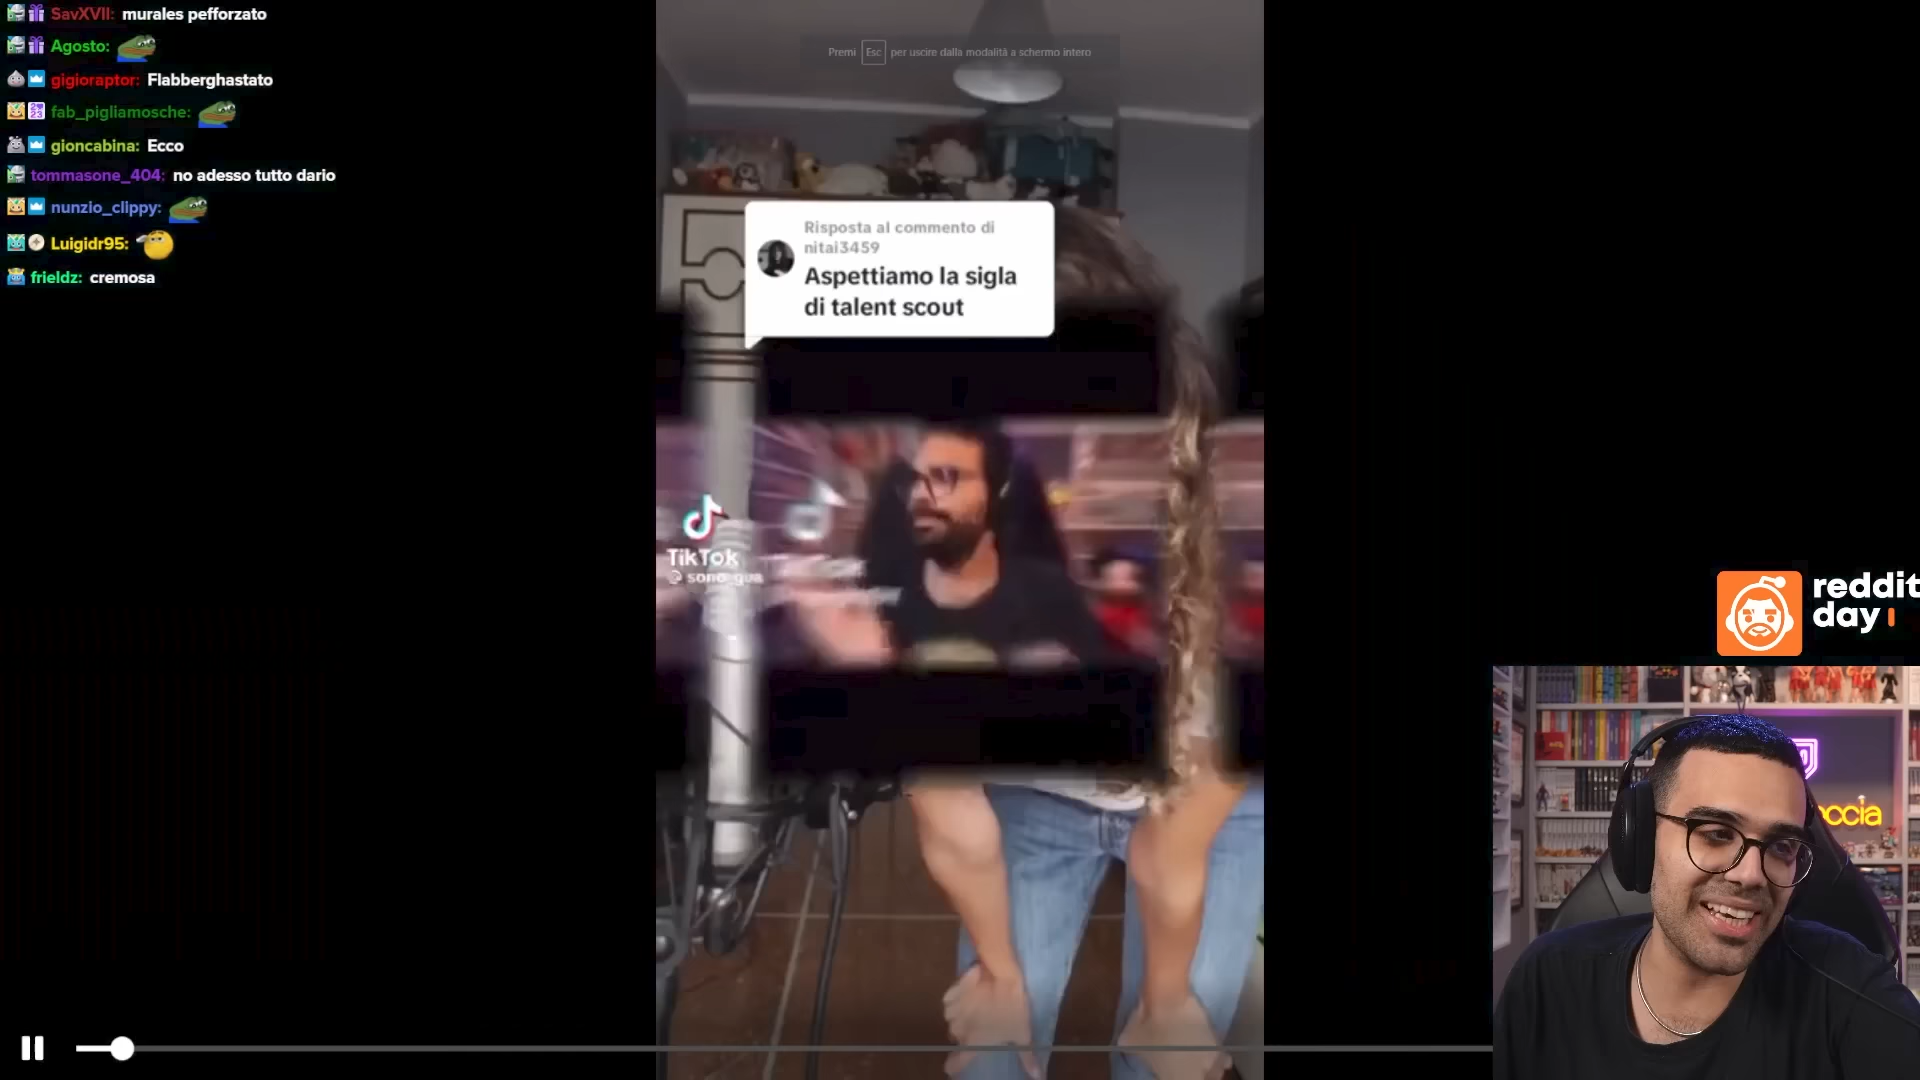 SavXVII: murales pefforzato
Agosto:
gigioraptor: Flabberghastato
fab_pigliamosche:
gioncabina: Ecco
tommasone_404: no adesso tutto dario
nunzio_clippy:
Luigidr95:
frieldz: cremosa
Premi Esc per uscire dalla modalità a schermo intero
Risposta al commento di
nitai3459
Aspettiamo la sigla
di talent scout
TikTok
reddit
day
occia